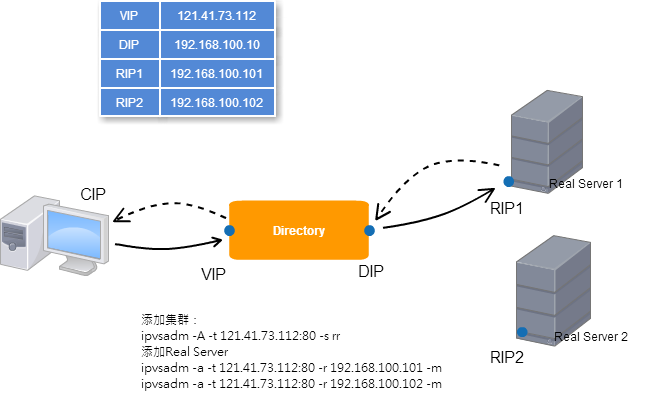 VIP 121.41.73.112
DIP 192.168.100.10
RIP1 192.168.100.101
RIP2 192.168.100.102
CIP
Real Server 1
RIP1
Directory
VIP
DIP
Real Server 2
RIP2
添加集群：
ipvsadm -A -t 121.41.73.112:80 -s rr
添加Real Server
ipvsadm -a -t 121.41.73.112:80 -r 192.168.100.101 -m
ipvsadm -a -t 121.41.73.112:80 -r 192.168.100.102 -m